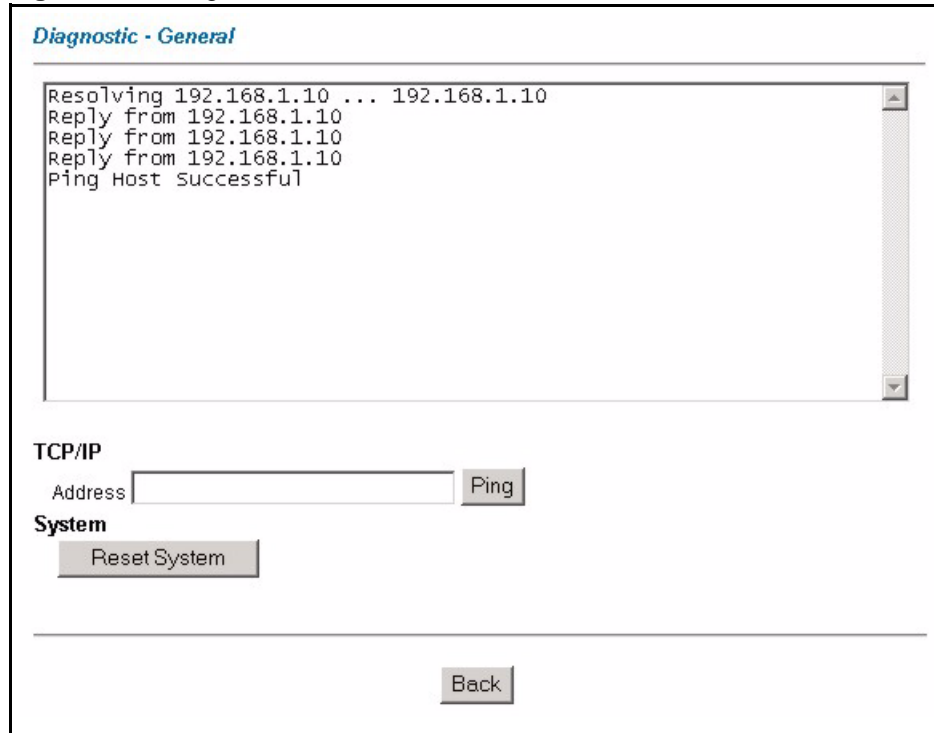 Diagnostic - General
Resolving 192.168.1.10 ... 192.168.1.10
Reply from 192.168.1.10
Reply from 192.168.1.10
Reply from 192.168.1.10
Ping Host Successful
TCP/IP
Address Ping
System
Reset System
Back